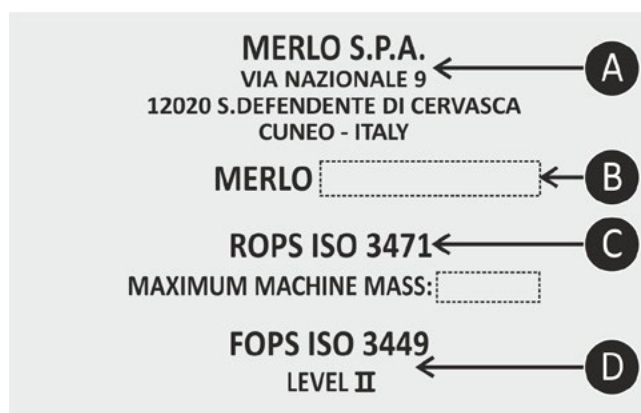 MERLO S.P.A.
VIA NAZIONALE 9
12020 S.DEFENDENTE DI CERVASCA
CUNEO - ITALY
A
MERLO
B
ROPS ISO 3471
C
MAXIMUM MACHINE MASS:
FOPS ISO 3449
LEVEL II
D